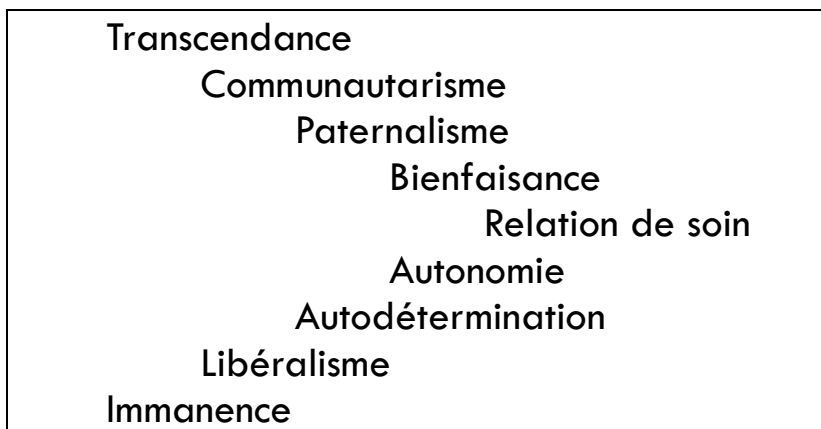 Transcendance
Communautarisme
Paternalisme
Bienfaisance
Relation de soin
Autonomie
Autodétermination
Libéralisme
Immanence